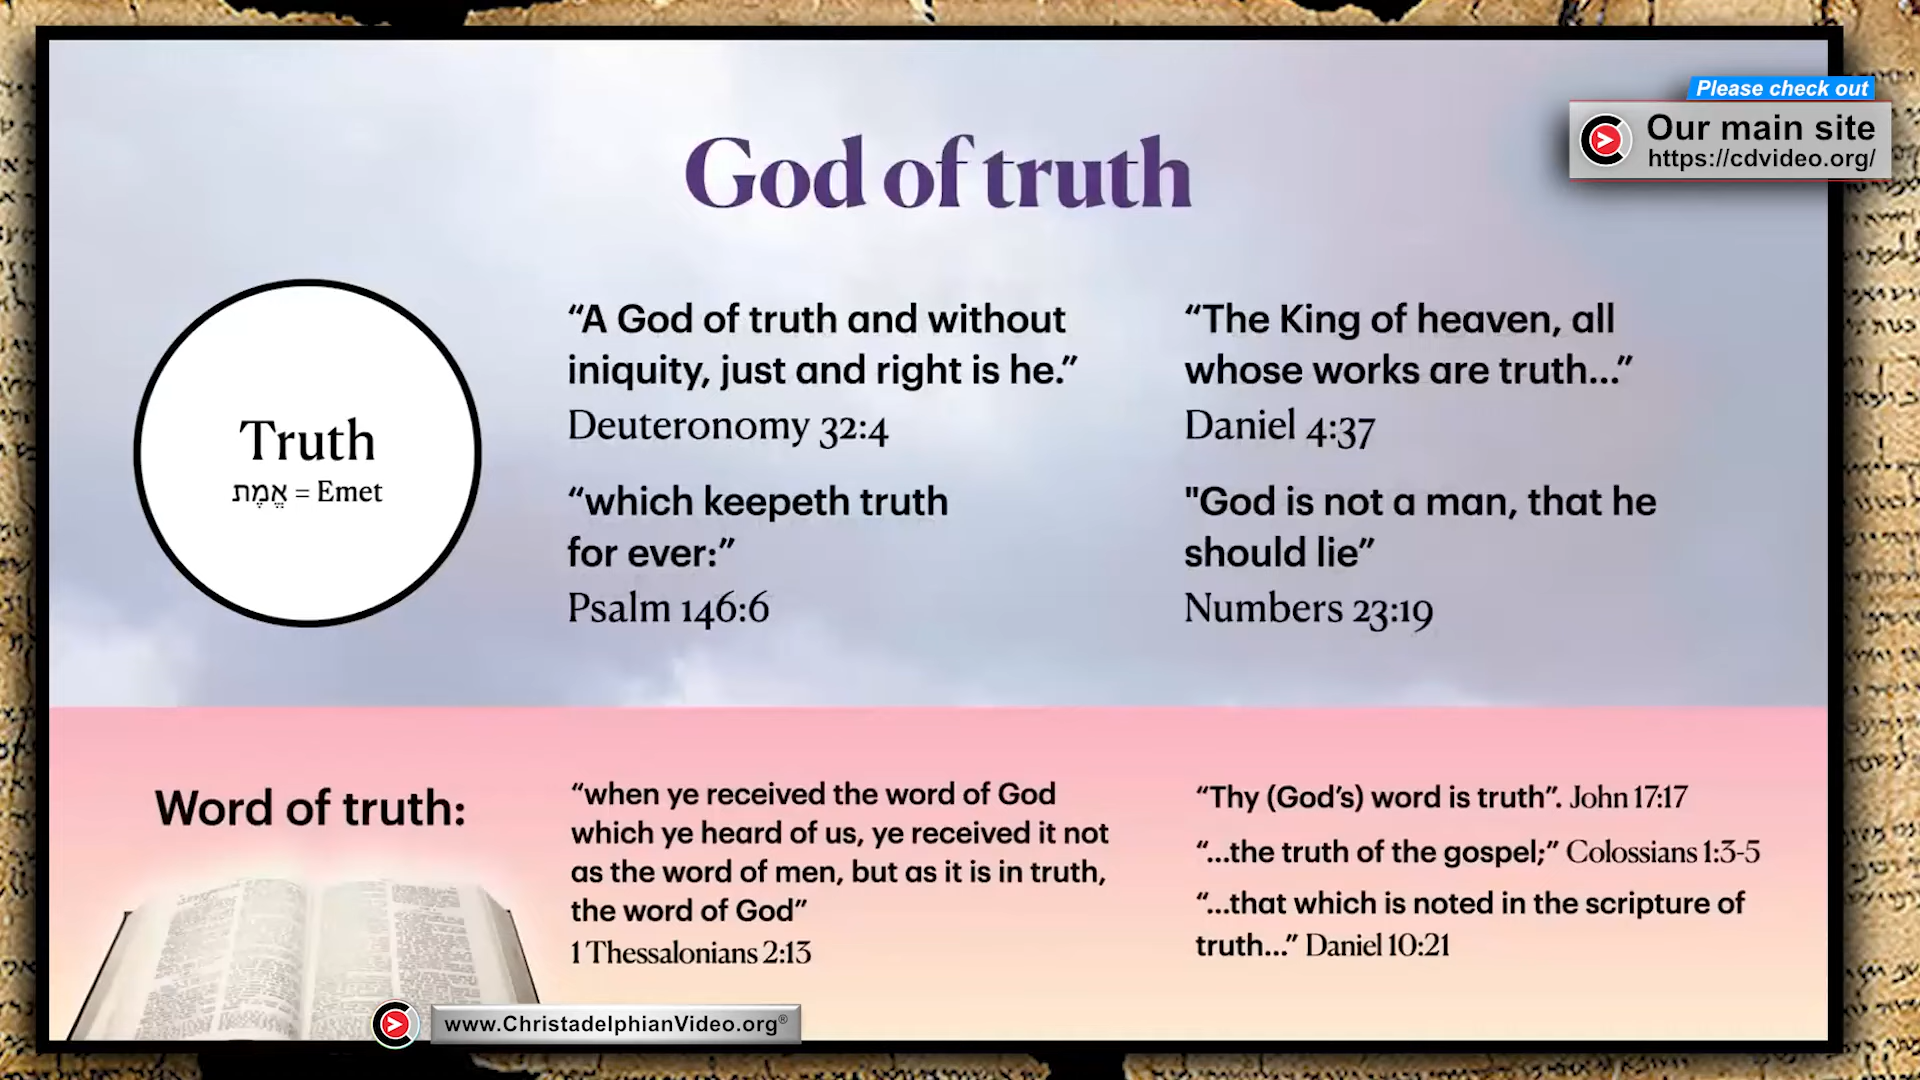 Please check out
Our main site
https://cdvideo.org/
God of truth
Truth
אֱמֶת = Emet
“A God of truth and without
iniquity, just and right is he.”
Deuteronomy 32:4
“which keepeth truth
for ever:”
Psalm 146:6
“The King of heaven, all
whose works are truth...”
Daniel 4:37
"God is not a man, that he
should lie”
Numbers 23:19
Word of truth:
“when ye received the word of God
which ye heard of us, ye received it not
as the word of men, but as it is in truth,
the word of God”
1 Thessalonians 2:13
“Thy (God’s) word is truth”. John 17:17
“...the truth of the gospel;” Colossians 1:3-5
“...that which is noted in the scripture of
truth...” Daniel 10:21
www.ChristadelphianVideo.org®